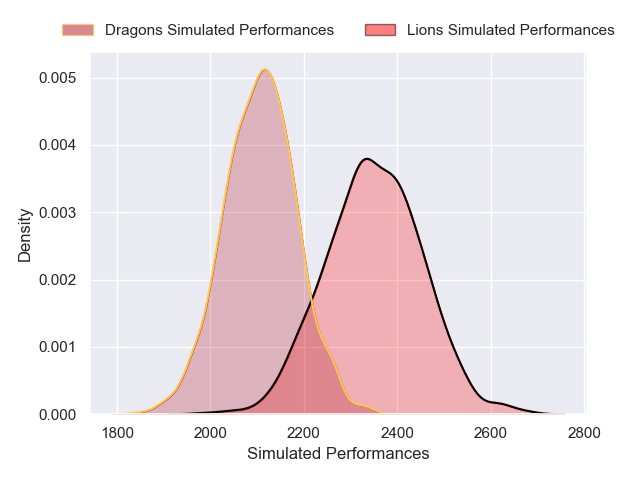 Dragons Simulated Performances
Lions Simulated Performances
0.005
0.004
0.003
0.002
0.001
0.000
Density
1800 2000 2200 2400 2600 2800
Simulated Performances